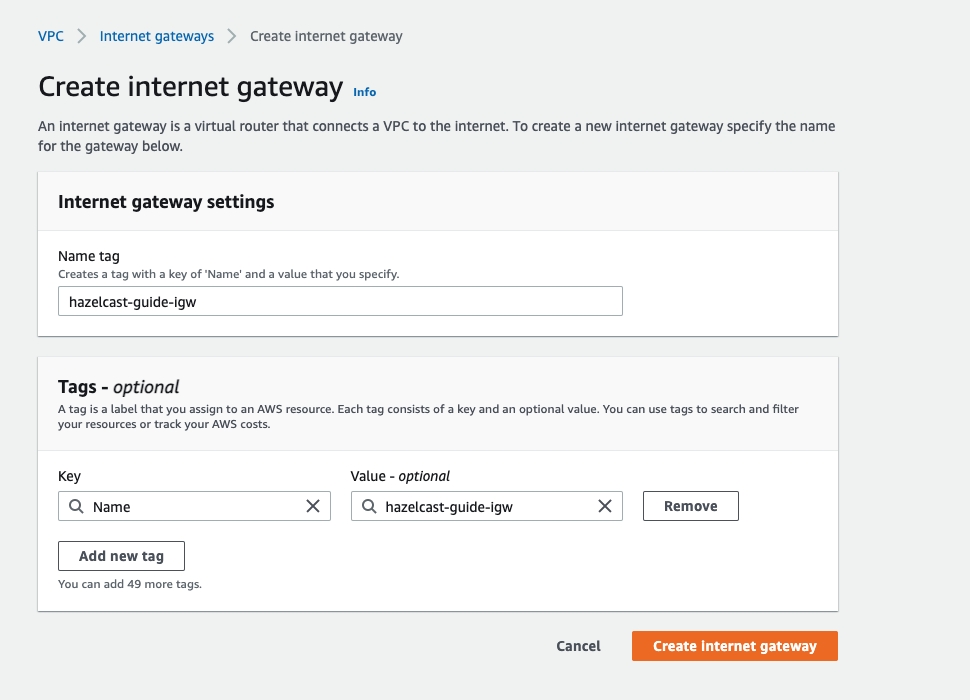 VPC > Internet gateways > Create internet gateway
Create internet gateway Info
An internet gateway is a virtual router that connects a VPC to the internet. To create a new internet gateway specify the name
for the gateway below.
Internet gateway settings
Name tag
Creates a tag with a key of 'Name' and a value that you specify.
hazelcast-guide-igw
Tags - optional
A tag is a label that you assign to an AWS resource. Each tag consists of a key and an optional value. You can use tags to search and filter
your resources or track your AWS costs.
Key Value - optional
Name hazelcast-guide-igw Remove
Add new tag
You can add 49 more tags.
Cancel Create internet gateway